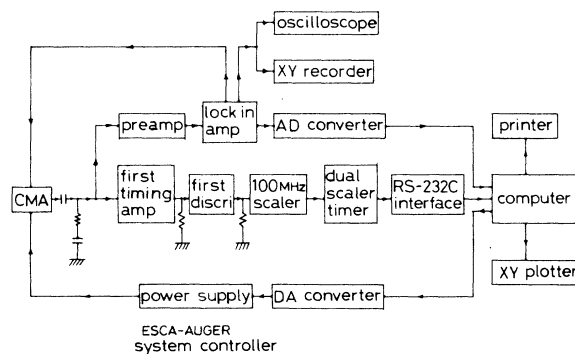 oscilloscope
XY recorder
lock in
amp
preamp
AD converter
printer
CMA
first
timing
amp
first
discri
100MHz
scaler
dual
scaler
timer
RS-232C
interface
computer
XY plotter
power supply
DA converter
ESCA-AUGER
system controller